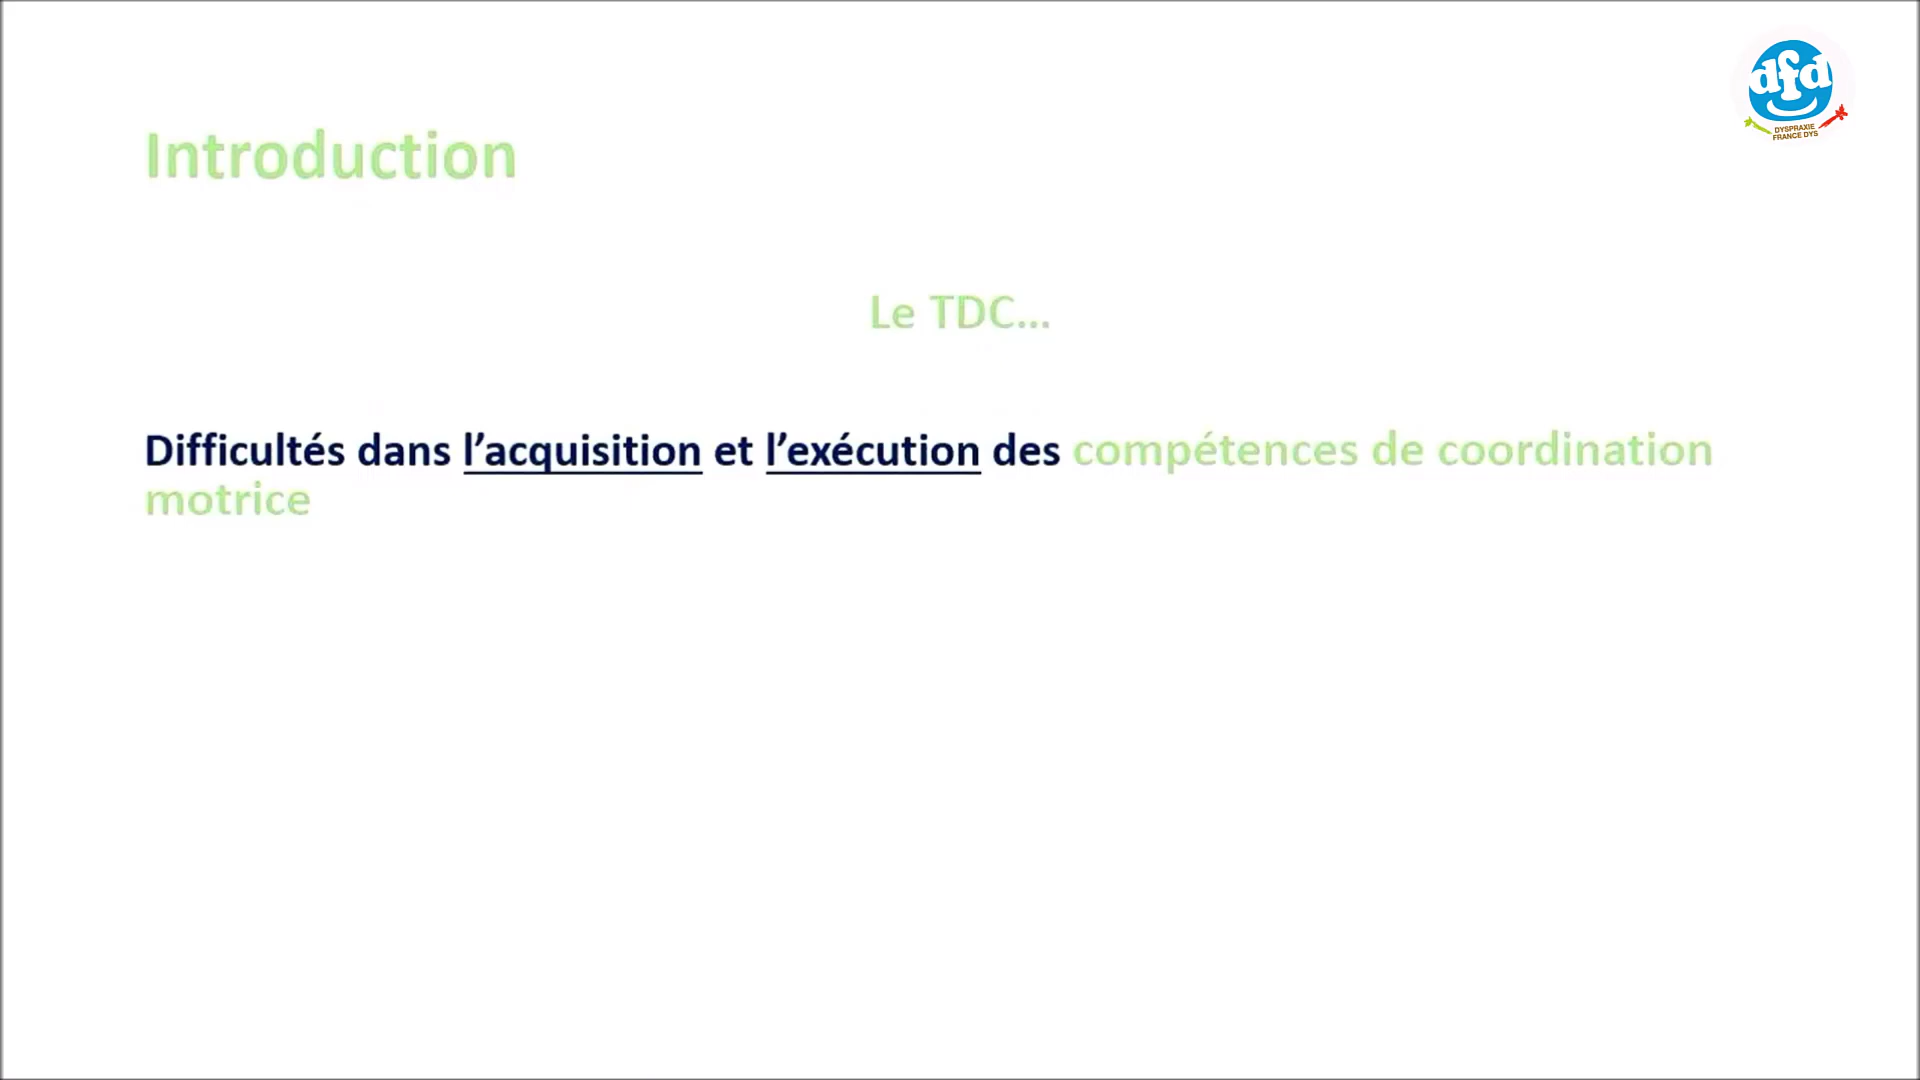 dfd
DYSPRAXIE
FRANCE DYS
Introduction
Le TDC...
Difficultés dans l’acquisition et l’exécution des compétences de coordination
motrice